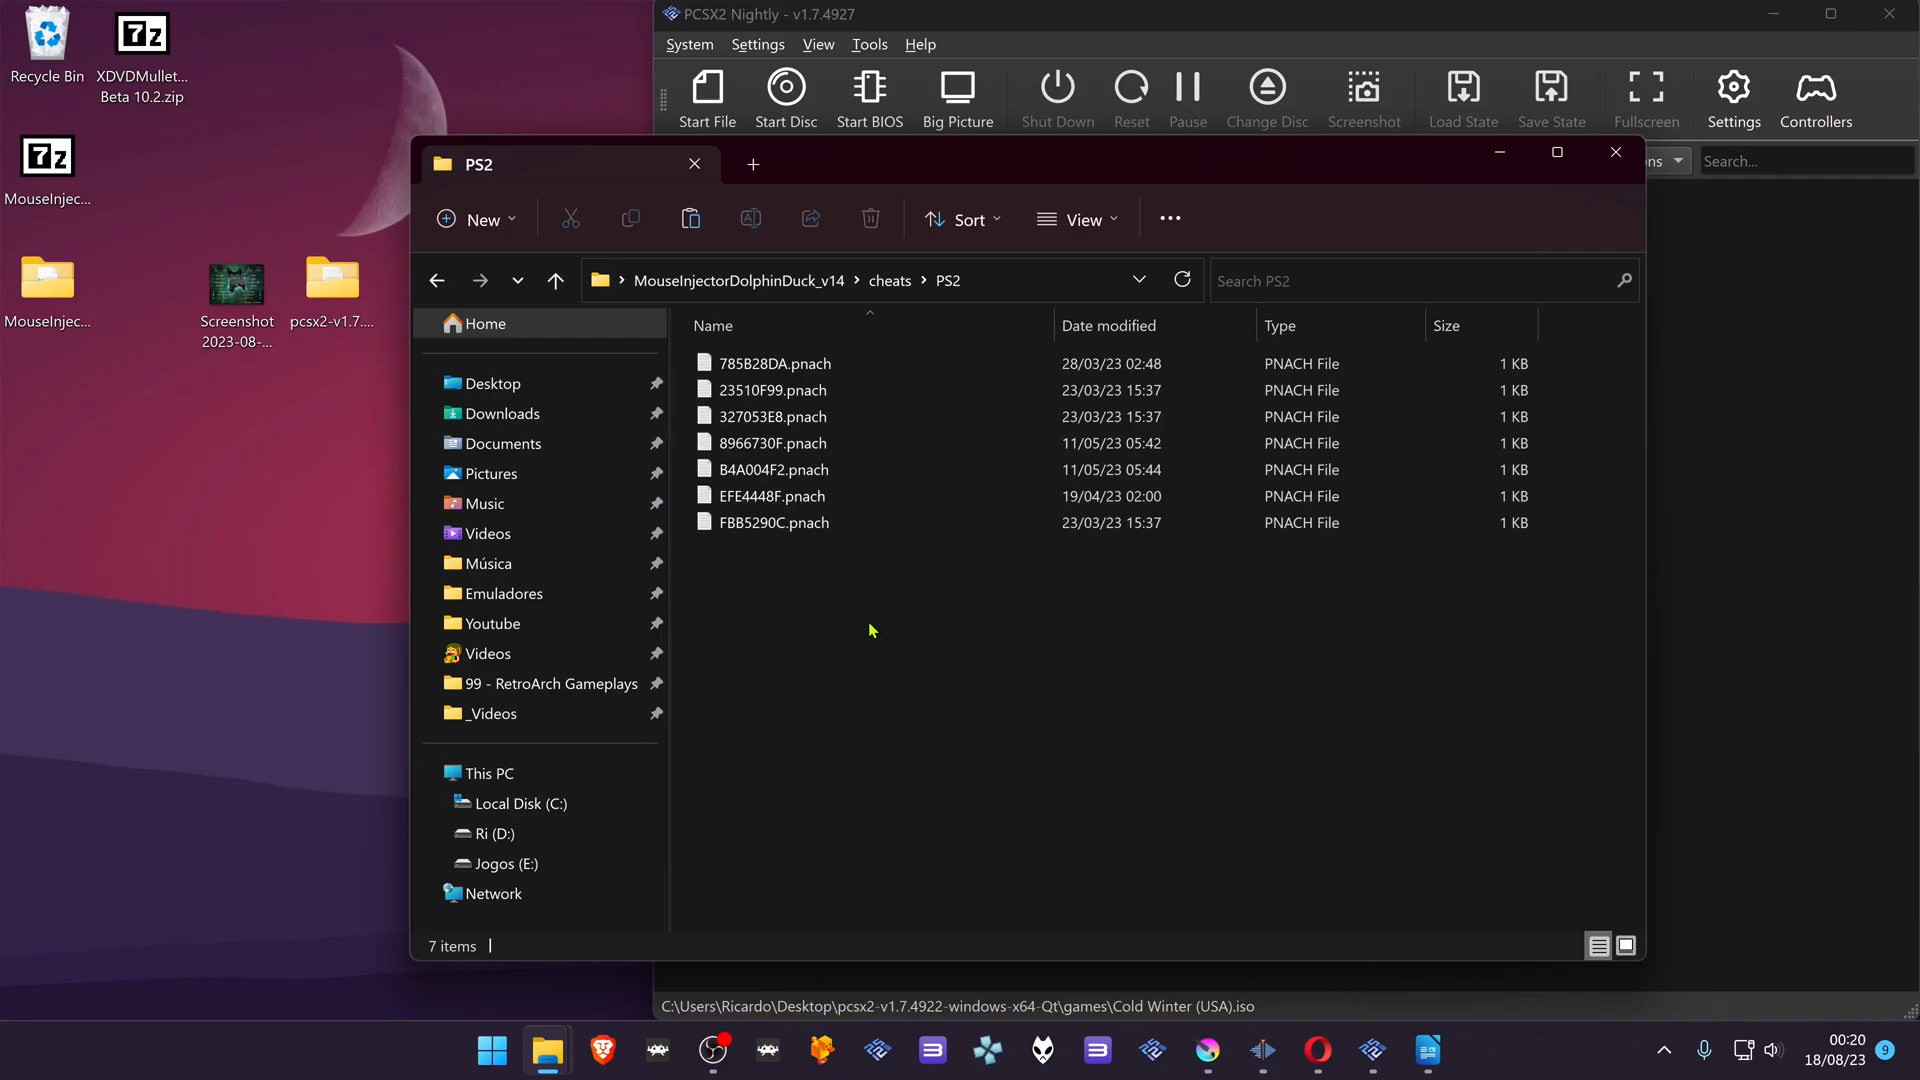 PCSX2 Nightly - v1.7.4927
System Settings View Tools Help
Start File Start Disc Start BIOS Big Picture Shut Down Reset Pause Change Disc Screenshot Load State Save State Fullscreen Settings Controllers
ns Search...
Recycle Bin
XDVDMullet...
Beta 10.2.zip
7z
7z
MouseInjec...
MouseInjec...
Screenshot
2023-08-...
pcsx2-v1.7....
PS2
New Sort View
MouseInjectorDolphinDuck_v14 cheats PS2
Search PS2
Name Date modified Type Size
785B28DA.pnach 28/03/23 02:48 PNACH File 1 KB
23510F99.pnach 23/03/23 15:37 PNACH File 1 KB
327053E8.pnach 23/03/23 15:37 PNACH File 1 KB
8966730F.pnach 11/05/23 05:42 PNACH File 1 KB
B4A004F2.pnach 11/05/23 05:44 PNACH File 1 KB
EFE4448F.pnach 19/04/23 02:00 PNACH File 1 KB
FBB5290C.pnach 23/03/23 15:37 PNACH File 1 KB
Home
Desktop
Downloads
Documents
Pictures
Music
Videos
Música
Emuladores
Youtube
Videos
99 - RetroArch Gameplays
_Videos
This PC
Local Disk (C:)
Ri (D:)
Jogos (E:)
Network
7 items
C:\Users\Ricardo\Desktop\pcsx2-v1.7.4922-windows-x64-Qt\games\Cold Winter (USA).iso
00:20
18/08/23
9